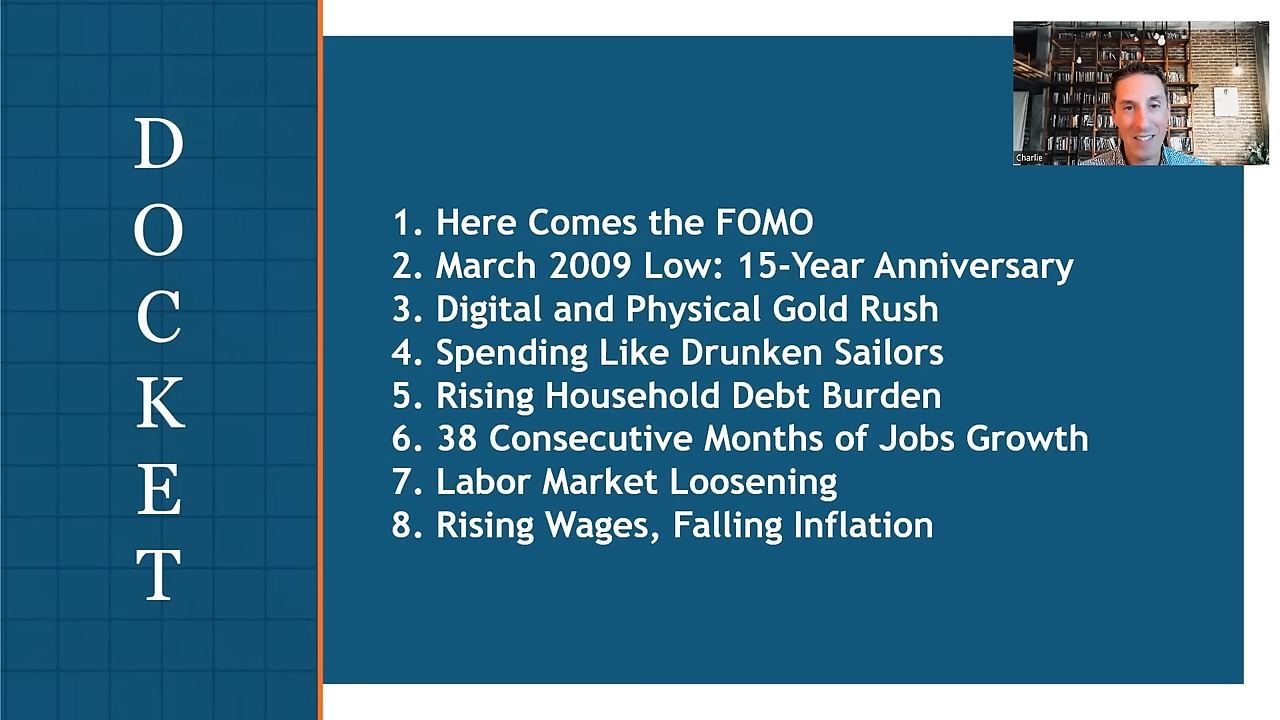 DOCKET
1. Here Comes the FOMO
2. March 2009 Low: 15-Year Anniversary
3. Digital and Physical Gold Rush
4. Spending Like Drunken Sailors
5. Rising Household Debt Burden
6. 38 Consecutive Months of Jobs Growth
7. Labor Market Loosening
8. Rising Wages, Falling Inflation
Charlie